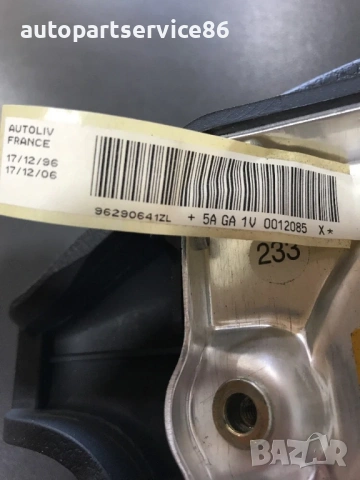 autopartservice86
AUTOLIV
FRANCE
17/12/96
17/12/06
96290641ZL + 5A GA 1V 0012085 X*
233
BAZAR